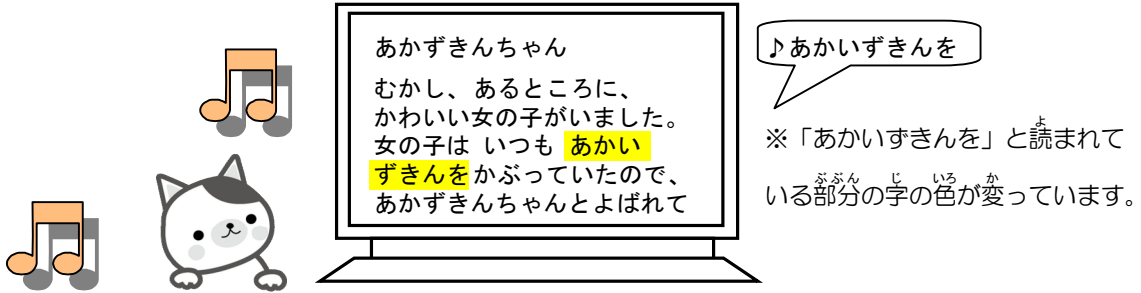 あかずきんちゃん
むかし、あるところに、
かわいい女の子がいました。
女の子は いつも あかい
ずきんをかぶっていたので、
あかずきんちゃんとよばれて
♪あかいずきんを
※「あかいずきんを」と読まれて
いる部分の字の色が変っています。